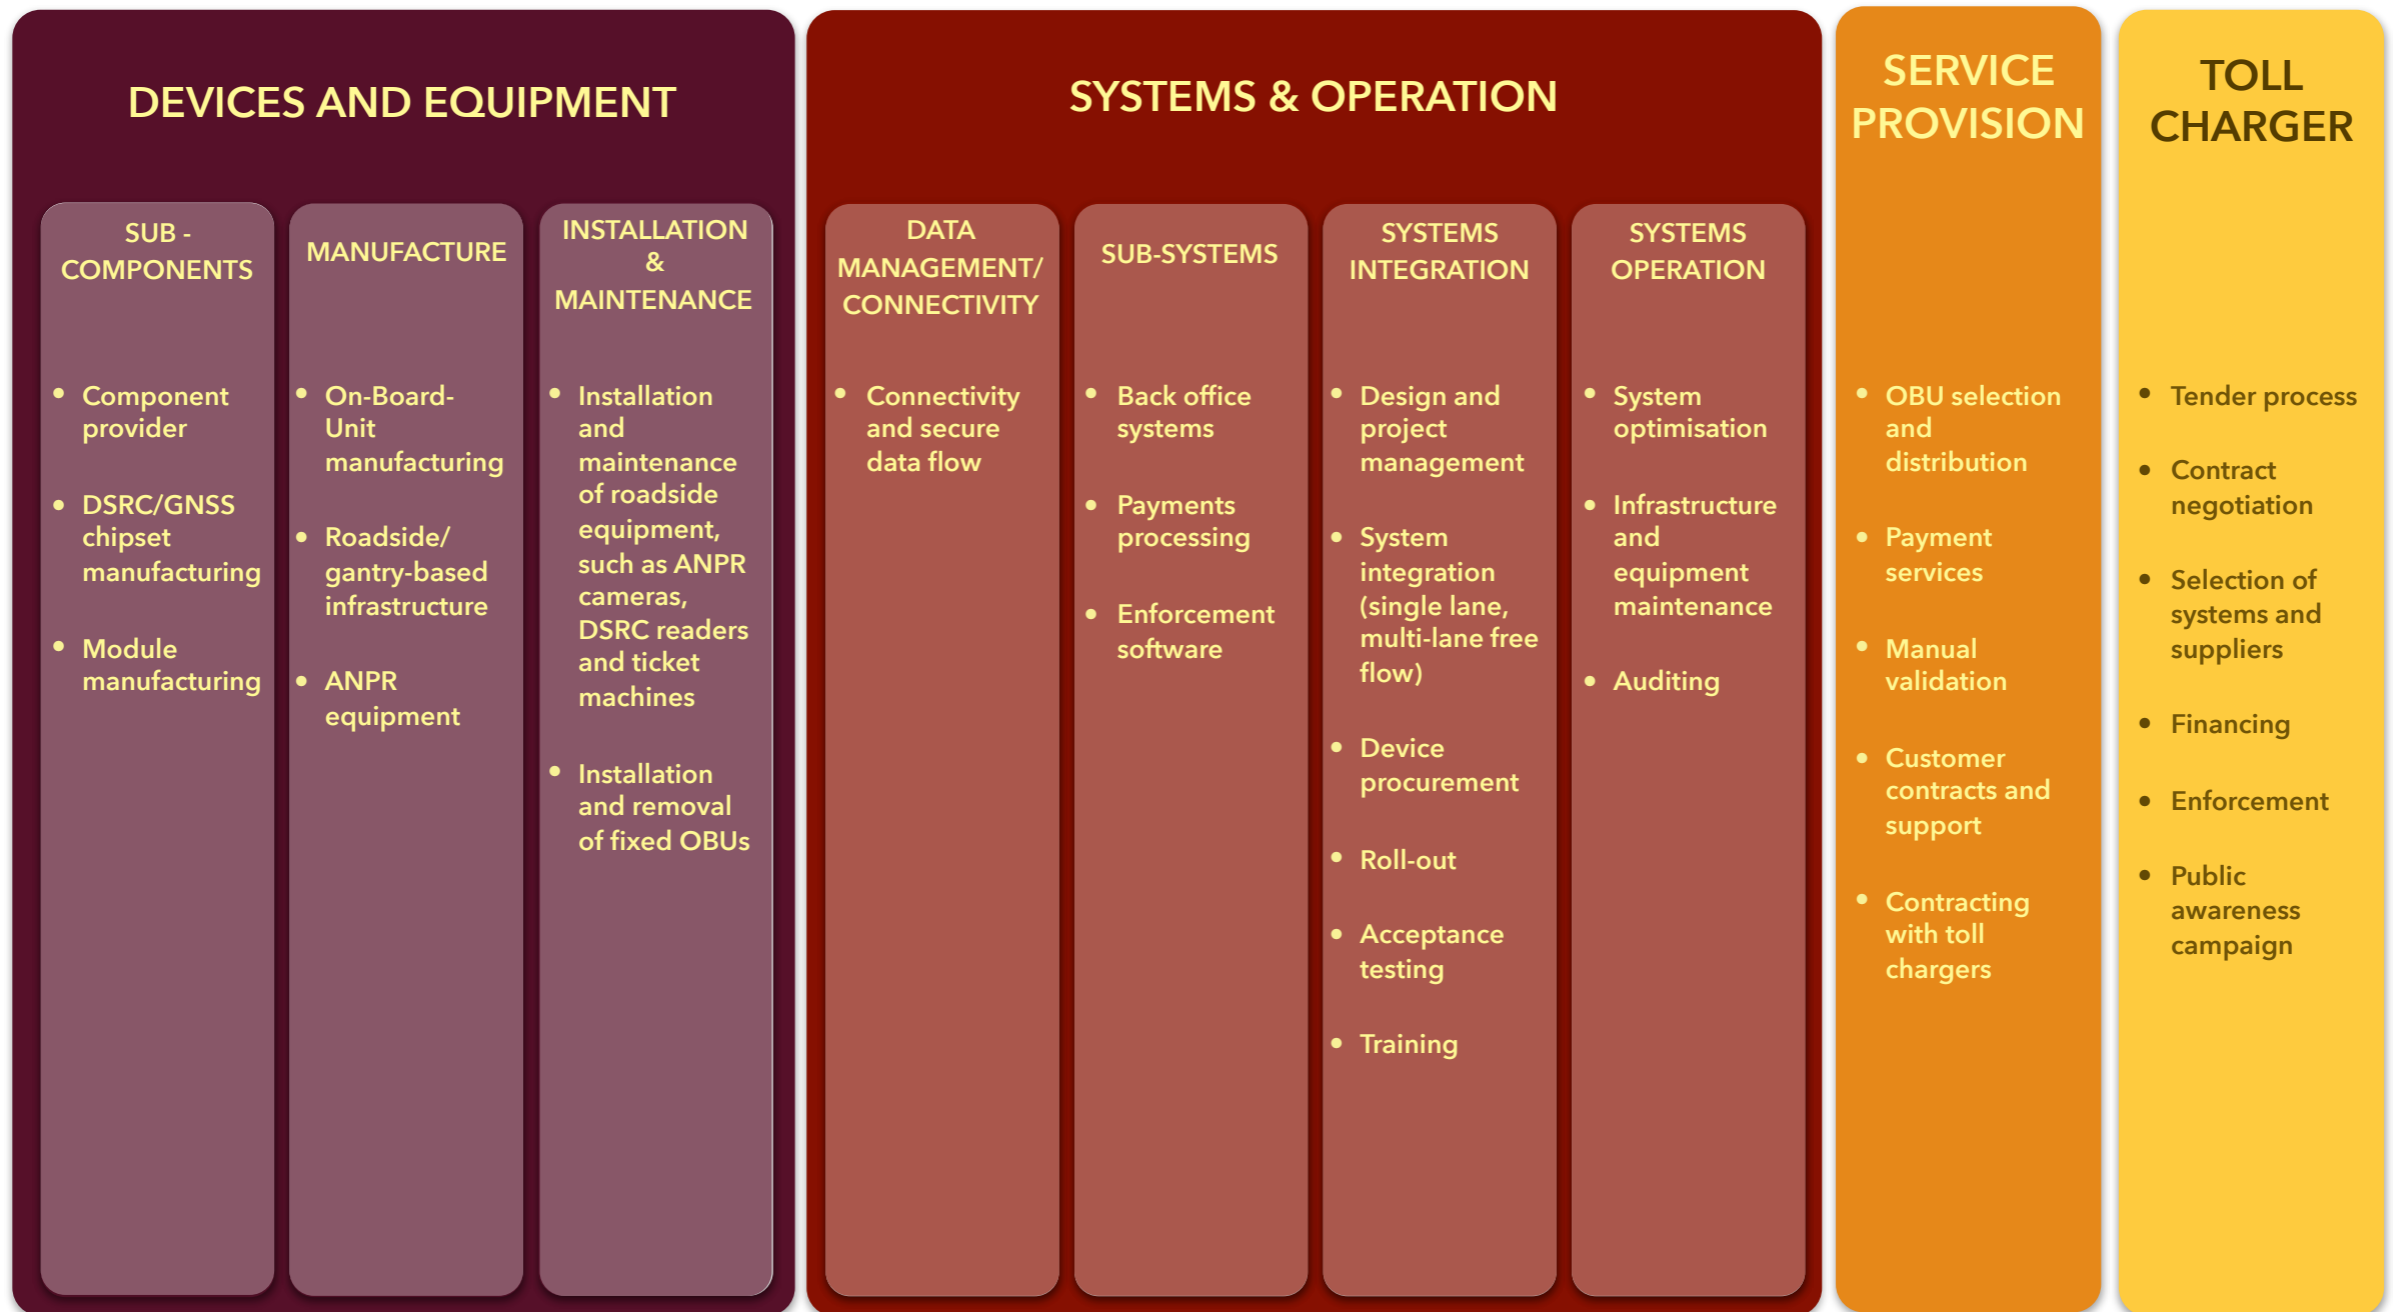 DEVICES AND EQUIPMENT
SUB -
COMPONENTS
• Component
provider
• DSRC/GNSS
chipset
manufacturing
• Module
manufacturing
MANUFACTURE
• On-Board-
Unit
manufacturing
• Roadside/
gantry-based
infrastructure
• ANPR
equipment
INSTALLATION
&
MAINTENANCE
• Installation
and
maintenance
of roadside
equipment,
such as ANPR
cameras,
DSRC readers
and ticket
machines
• Installation
and removal
of fixed OBUs
SYSTEMS & OPERATION
DATA
MANAGEMENT/
CONNECTIVITY
• Connectivity
and secure
data flow
SUB-SYSTEMS
• Back office
systems
• Payments
processing
• Enforcement
software
SYSTEMS
INTEGRATION
• Design and
project
management
• System
integration
(single lane,
multi-lane free
flow)
• Device
procurement
• Roll-out
• Acceptance
testing
• Training
SYSTEMS
OPERATION
• System
optimisation
• Infrastructure
and
equipment
maintenance
• Auditing
SERVICE
PROVISION
• OBU selection
and
distribution
• Payment
services
• Manual
validation
• Customer
contracts and
support
• Contracting
with toll
chargers
TOLL
CHARGER
• Tender process
• Contract
negotiation
• Selection of
systems and
suppliers
• Financing
• Enforcement
• Public
awareness
campaign